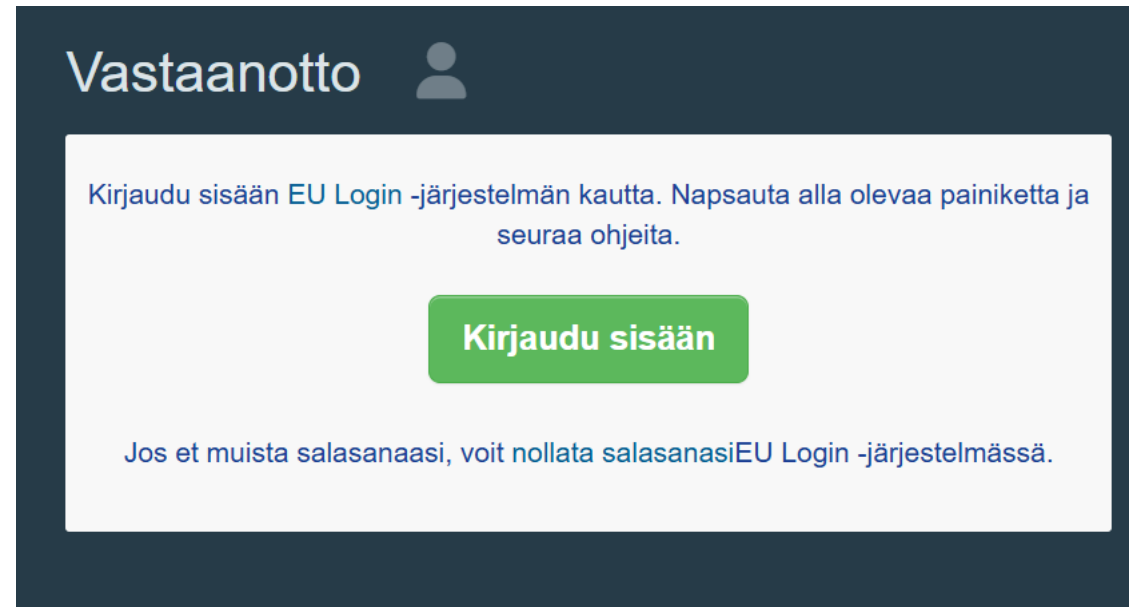 Vastaanotto
Kirjaudu sisään EU Login -järjestelmän kautta. Napsauta alla olevaa painiketta ja
seuraa ohjeita.
Kirjaudu sisään
Jos et muista salasanaasi, voit nollata salasanasiEU Login -järjestelmässä.